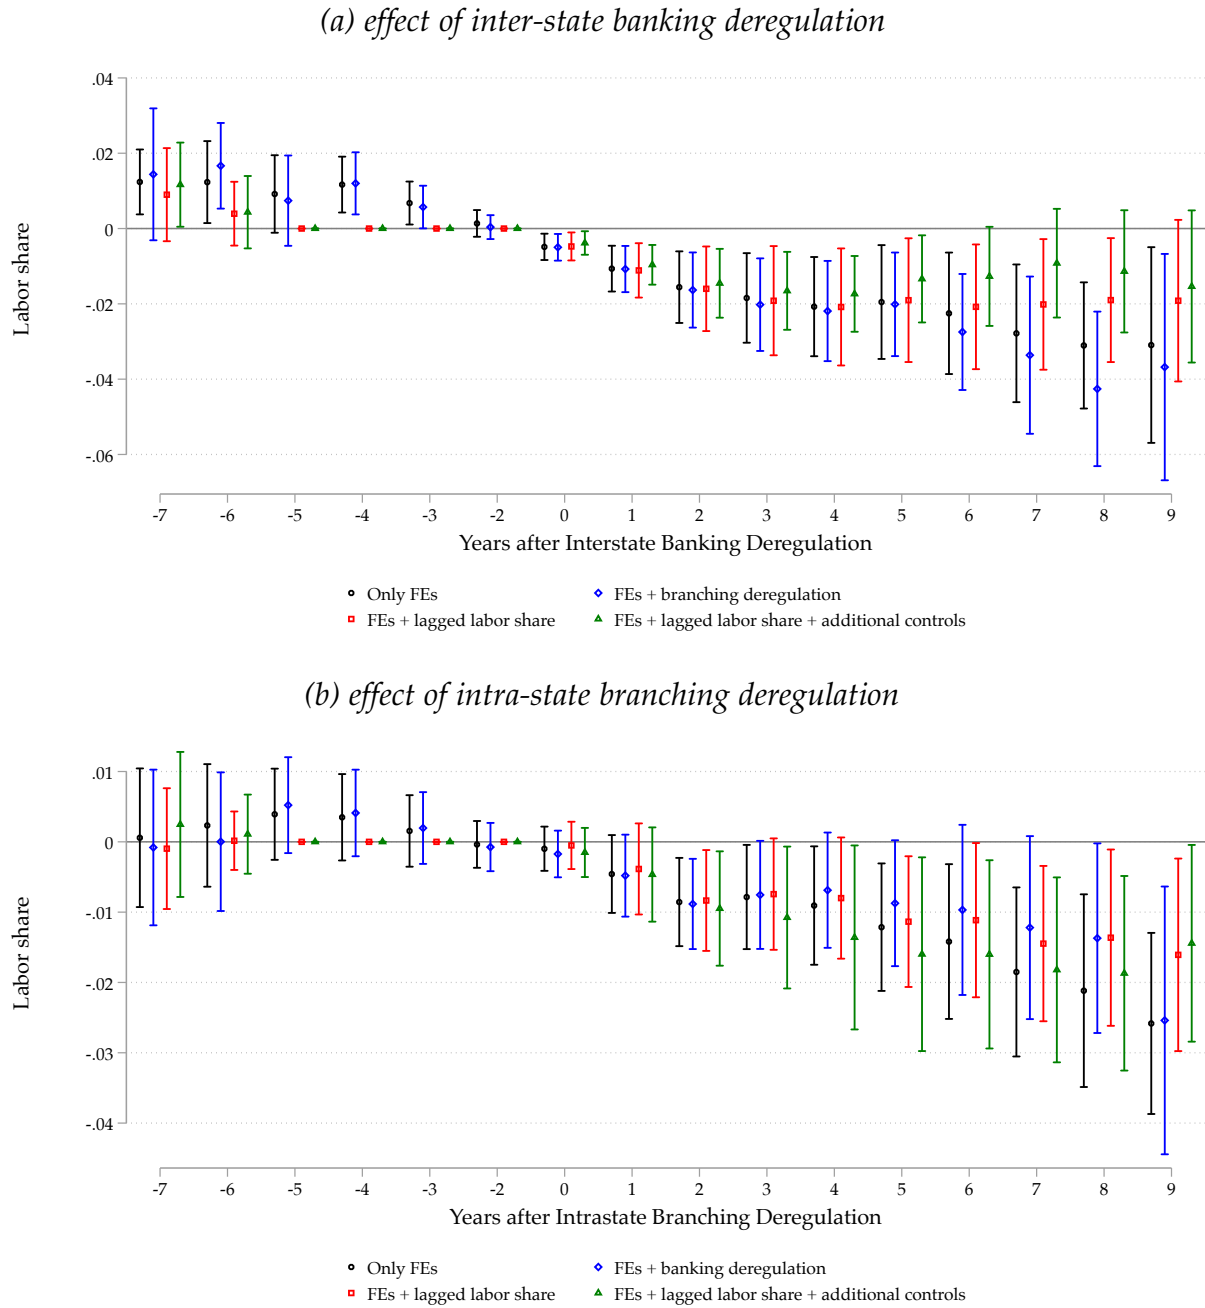 (a) effect of inter-state banking deregulation
.04
.02
0
-.02
-.04
-.06
Labor share
-7 -6 -5 -4 -3 -2 0 1 2 3 4 5 6 7 8 9
Years after Interstate Banking Deregulation
Only FEs
FEs + branching deregulation
FEs + lagged labor share
FEs + lagged labor share + additional controls
(b) effect of intra-state branching deregulation
.01
0
-.01
-.02
-.03
-.04
Labor share
-7 -6 -5 -4 -3 -2 0 1 2 3 4 5 6 7 8 9
Years after Intrastate Branching Deregulation
Only FEs
FEs + banking deregulation
FEs + lagged labor share
FEs + lagged labor share + additional controls